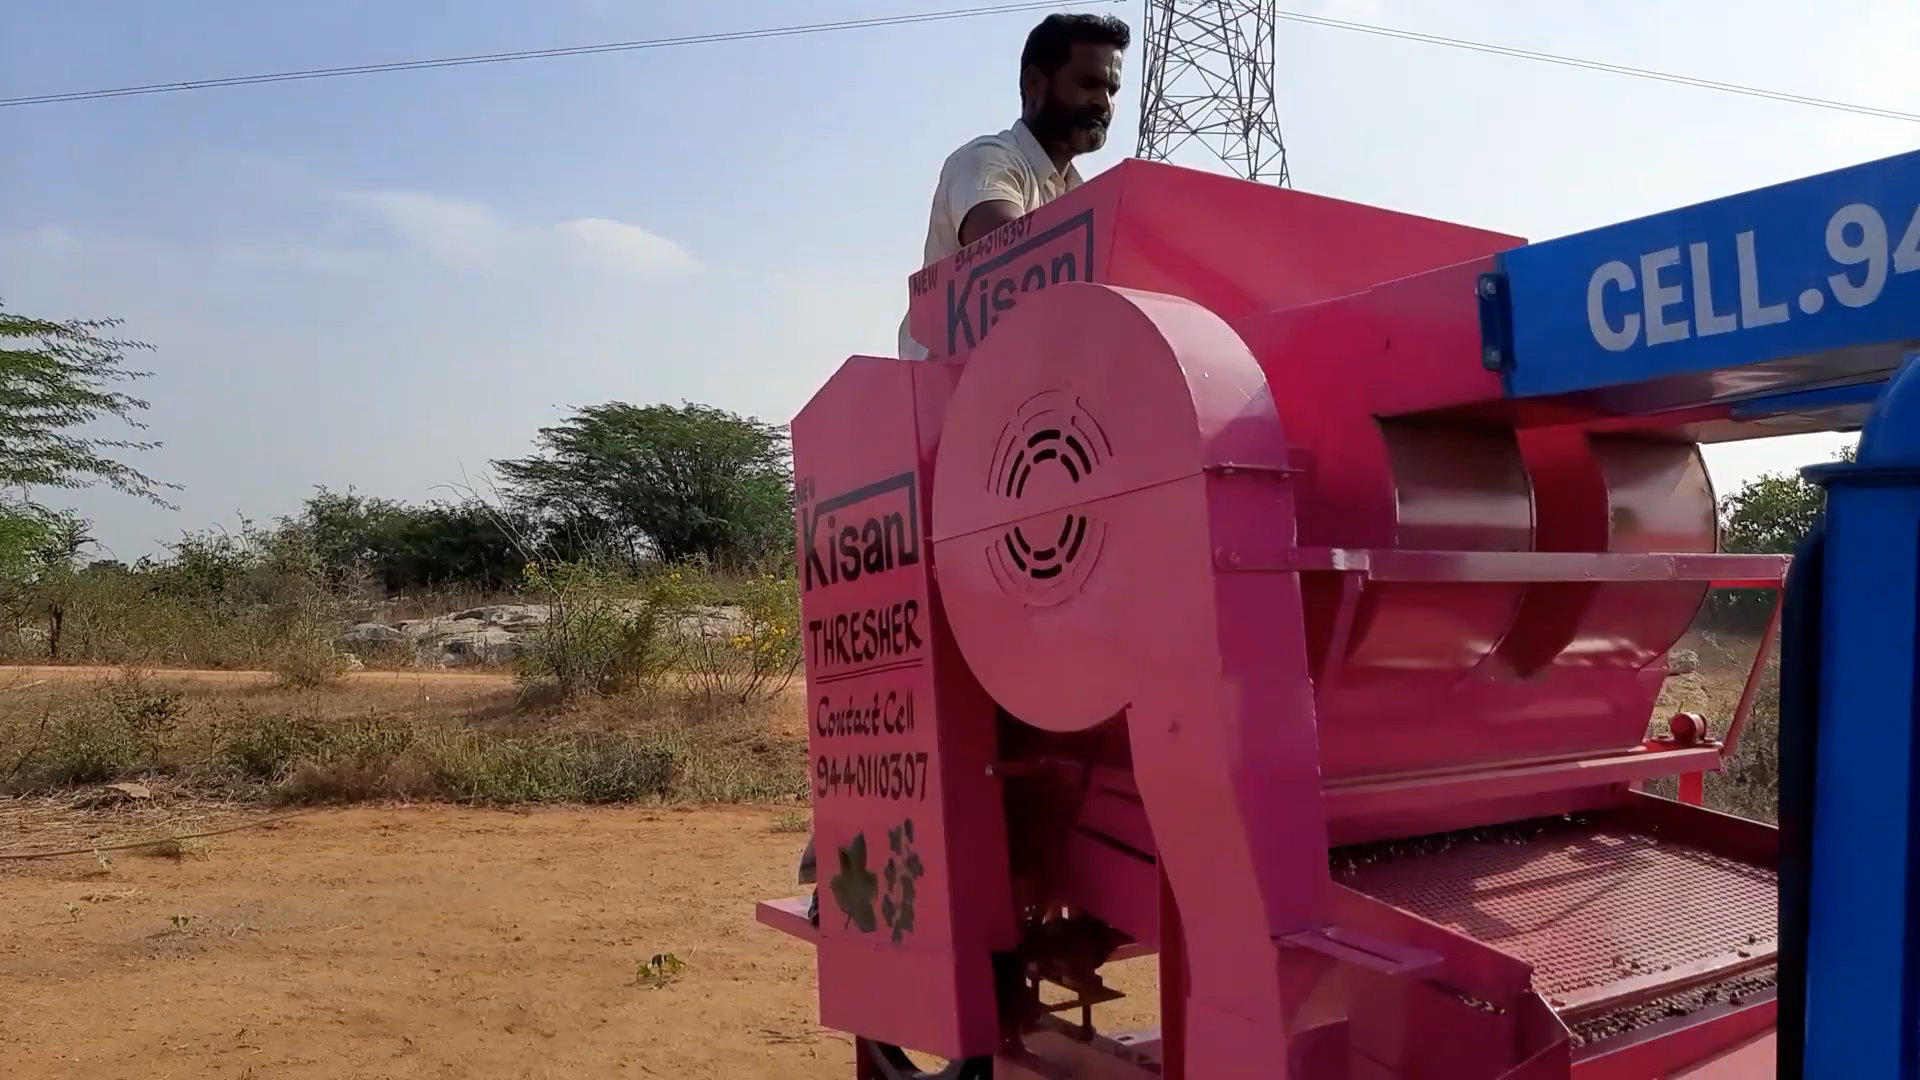 NEW 9440110307
Kisan
CELL.94
NEW
Kisan
THRESHER
Contact Cell
9440110307